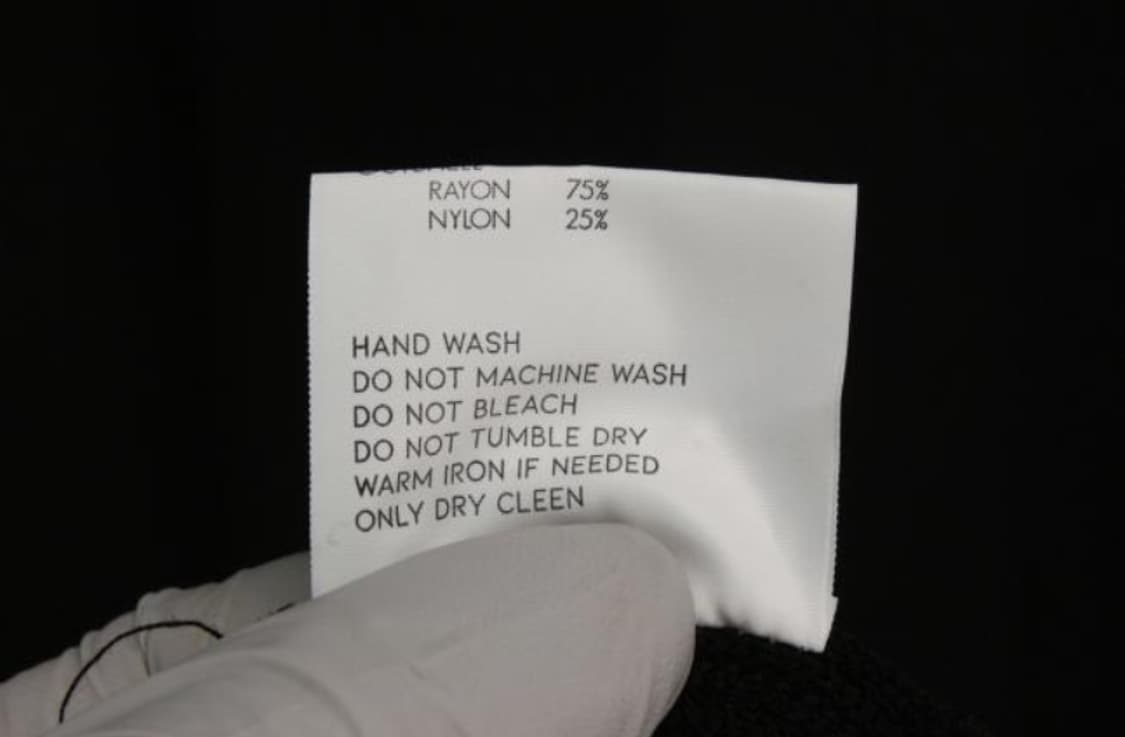 RAYON 75%
NYLON 25%
HAND WASH
DO NOT MACHINE WASH
DO NOT BLEACH
DO NOT TUMBLE DRY
WARM IRON IF NEEDED
ONLY DRY CLEEN